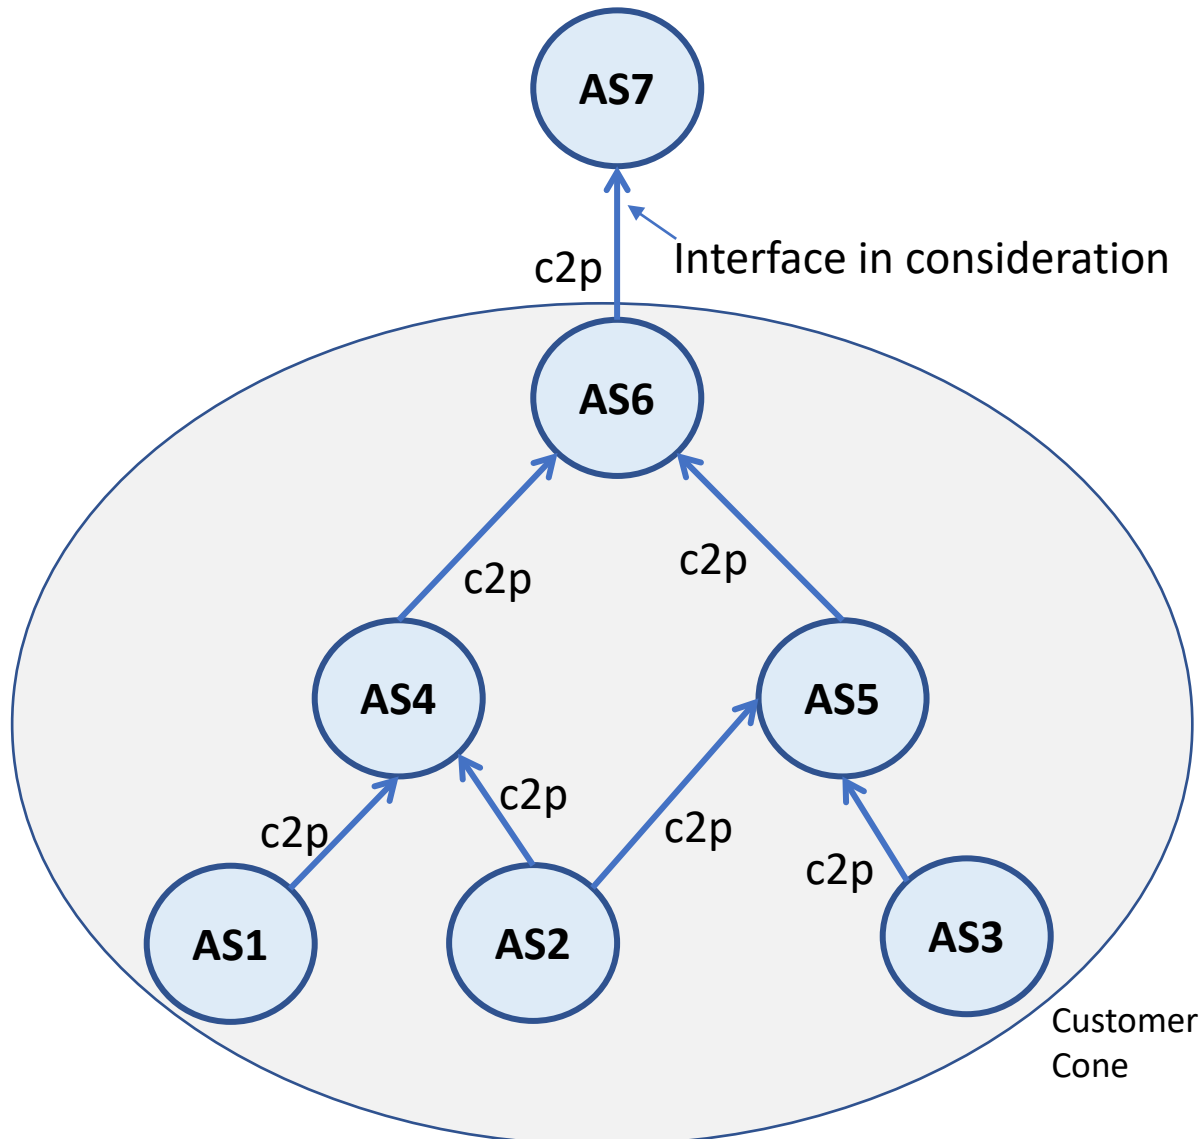 AS7
Interface in consideration
c2p
AS6
c2p
c2p
AS4
AS5
c2p
c2p
c2p
c2p
AS1
AS2
AS3
Customer
Cone